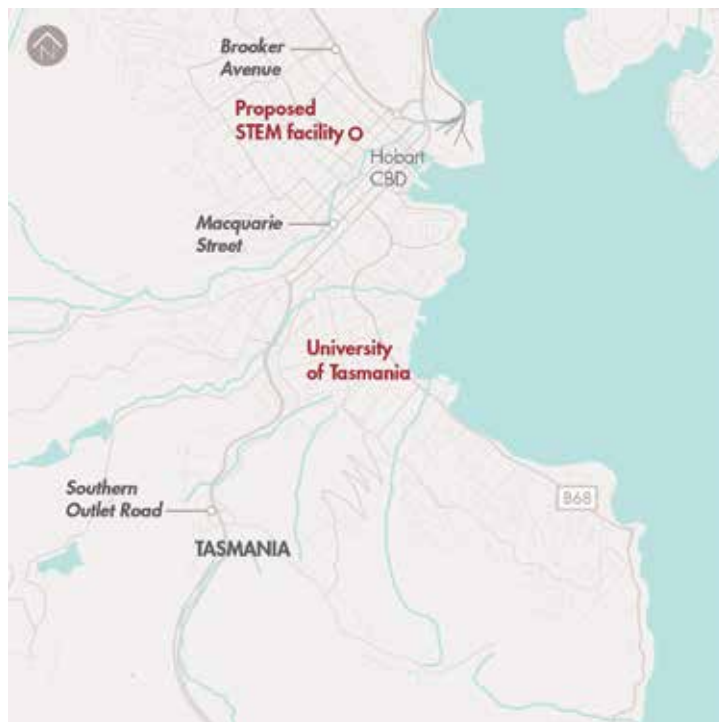 N
Brooker
Avenue
Proposed
STEM facility
Hobart
CBD
Macquarie
Street
University
of Tasmania
B68
Southern
Outlet Road
TASMANIA